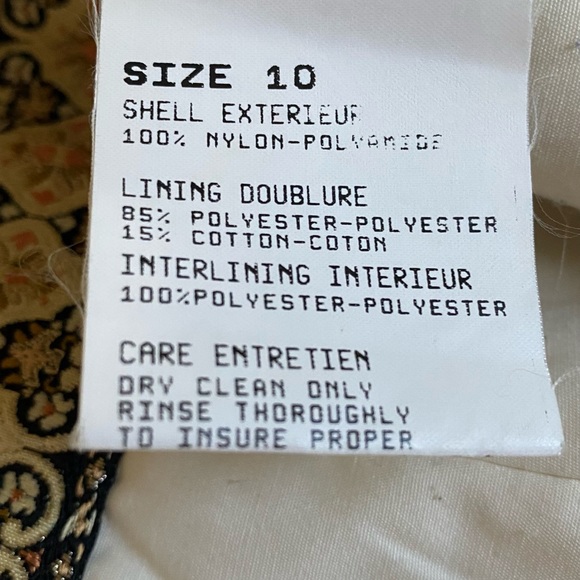 SIZE 10
SHELL EXTERIEUR
100% NYLON-POLYAMIDE
LINING DOUBLURE
85% POLYESTER-POLYESTER
15% COTTON-COTON
INTERLINING INTERIEUR
100%POLYESTER-POLYESTER
CARE ENTRETIEN
DRY CLEAN ONLY
RINSE THOROUGHLY
TO INSURE PROPER